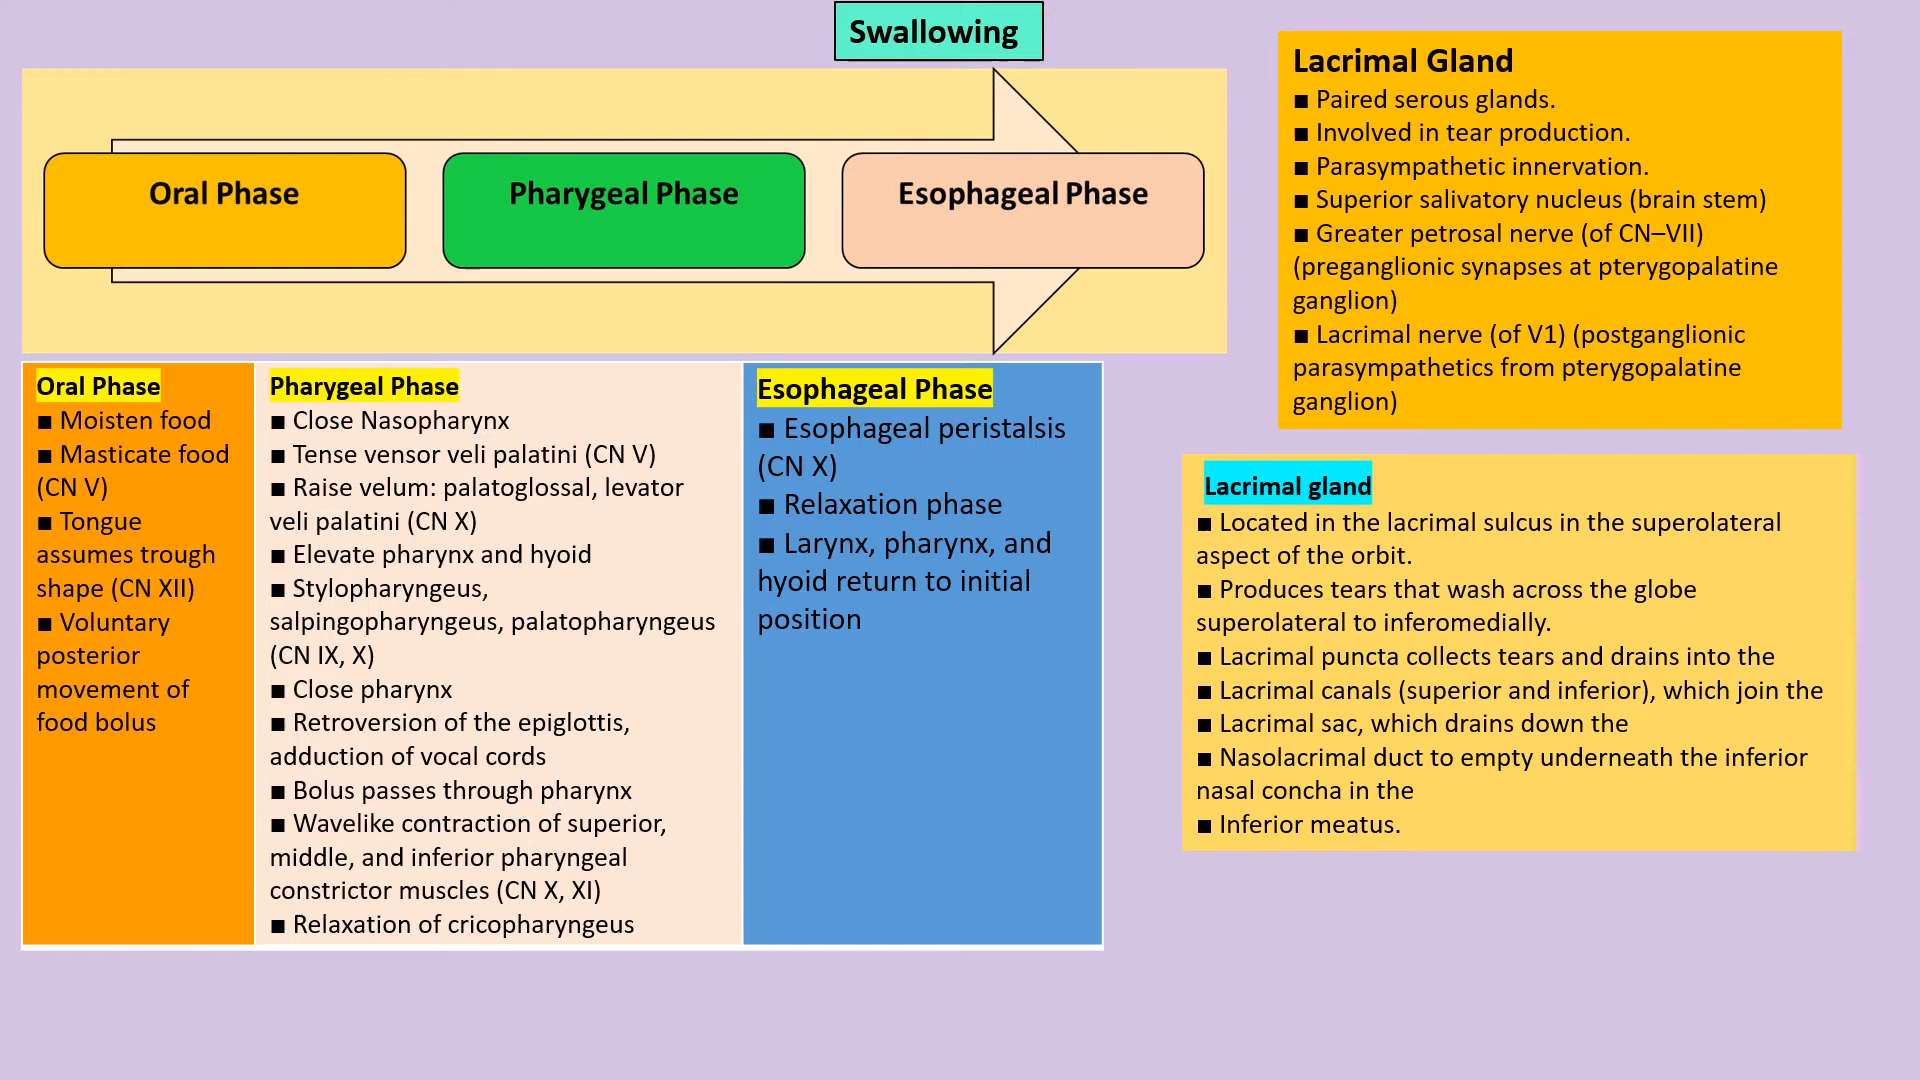 Swallowing
Oral Phase
Pharygeal Phase
Esophageal Phase
Oral Phase
■ Moisten food
■ Masticate food
(CN V)
■ Tongue
assumes trough
shape (CN XII)
■ Voluntary
posterior
movement of
food bolus
Pharygeal Phase
■ Close Nasopharynx
■ Tense vensor veli palatini (CN V)
■ Raise velum: palatoglossal, levator
veli palatini (CN X)
■ Elevate pharynx and hyoid
■ Stylopharyngeus,
salpingopharyngeus, palatopharyngeus
(CN IX, X)
■ Close pharynx
■ Retroversion of the epiglottis,
adduction of vocal cords
■ Bolus passes through pharynx
■ Wavelike contraction of superior,
middle, and inferior pharyngeal
constrictor muscles (CN X, XI)
■ Relaxation of cricopharyngeus
Esophageal Phase
■ Esophageal peristalsis
(CN X)
■ Relaxation phase
■ Larynx, pharynx, and
hyoid return to initial
position
Lacrimal Gland
■ Paired serous glands.
■ Involved in tear production.
■ Parasympathetic innervation.
■ Superior salivatory nucleus (brain stem)
■ Greater petrosal nerve (of CN–VII)
(preganglionic synapses at pterygopalatine
ganglion)
■ Lacrimal nerve (of V1) (postganglionic
parasympathetics from pterygopalatine
ganglion)
Lacrimal gland
■ Located in the lacrimal sulcus in the superolateral
aspect of the orbit.
■ Produces tears that wash across the globe
superolateral to inferomedially.
■ Lacrimal puncta collects tears and drains into the
■ Lacrimal canals (superior and inferior), which join the
■ Lacrimal sac, which drains down the
■ Nasolacrimal duct to empty underneath the inferior
nasal concha in the
■ Inferior meatus.